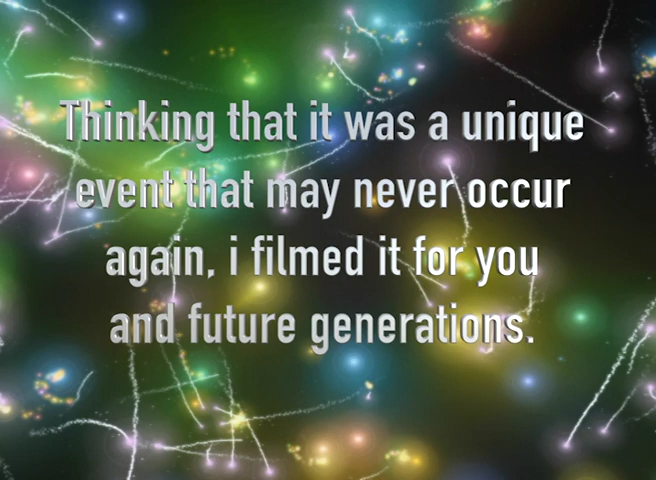 Thinking that it was a unique
event that may never occur
again, i filmed it for you
and future generations.